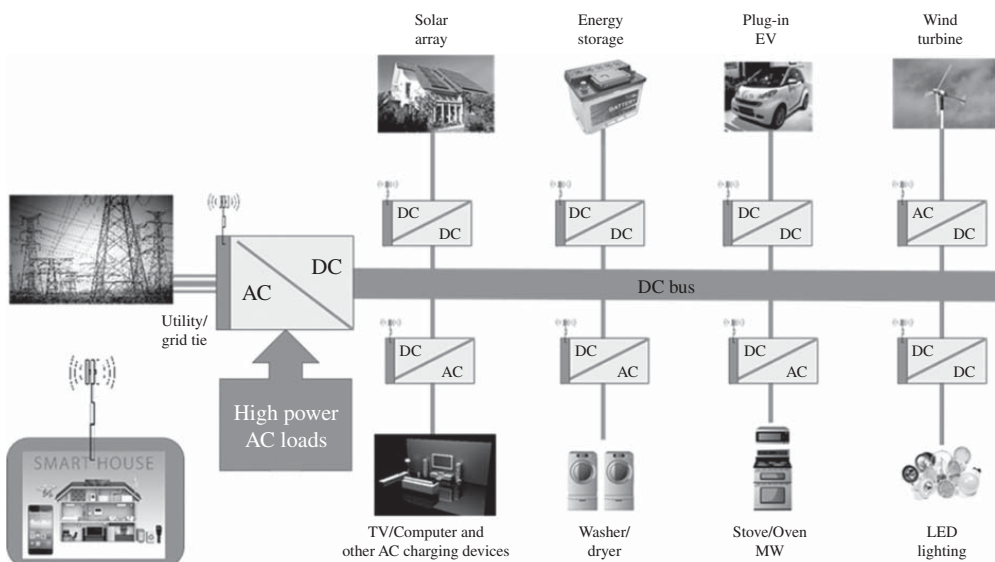 Solar
array
Energy
storage
Plug-in
EV
Wind
turbine
BATTERY
DC
DC
DC
DC
DC
DC
AC
DC
AC
DC
DC bus
Utility/
grid tie
High power
AC loads
DC
AC
DC
AC
DC
AC
DC
DC
SMART HOUSE
TV/Computer and
other AC charging devices
Washer/
dryer
Stove/Oven
MW
LED
lighting